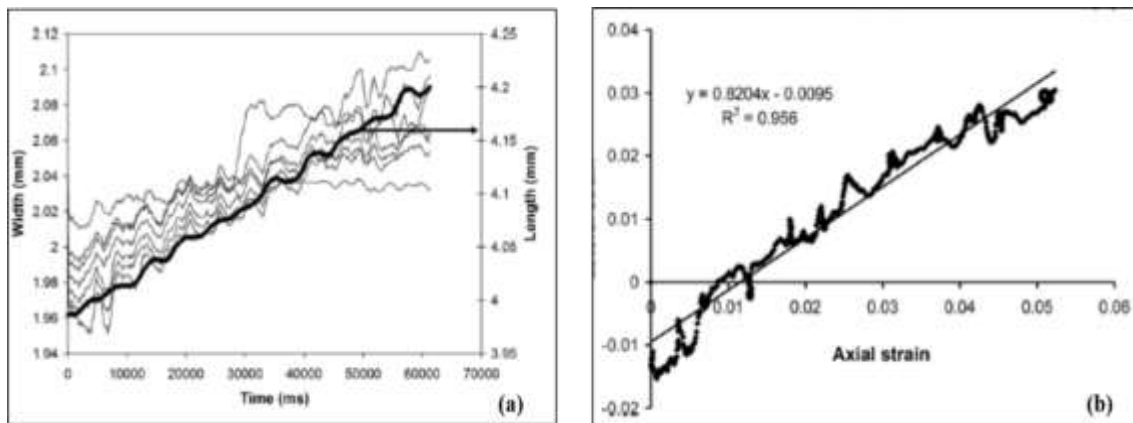 2.12
2.1
2.08
2.06
2.04
2.02
2
1.98
1.96
1.94
Width (mm)
4.25
4.2
4.15
4.1
4.05
4
3.95
Length (mm)
0 10000 20000 30000 40000 50000 60000 70000
Time (ms)
(a)
0.04
0.03
0.02
0.01
0
-0.01
-0.02
y = 0.8204x - 0.0095
R² = 0.956
0 0.01 0.02 0.03 0.04 0.05 0.06
Axial strain
(b)